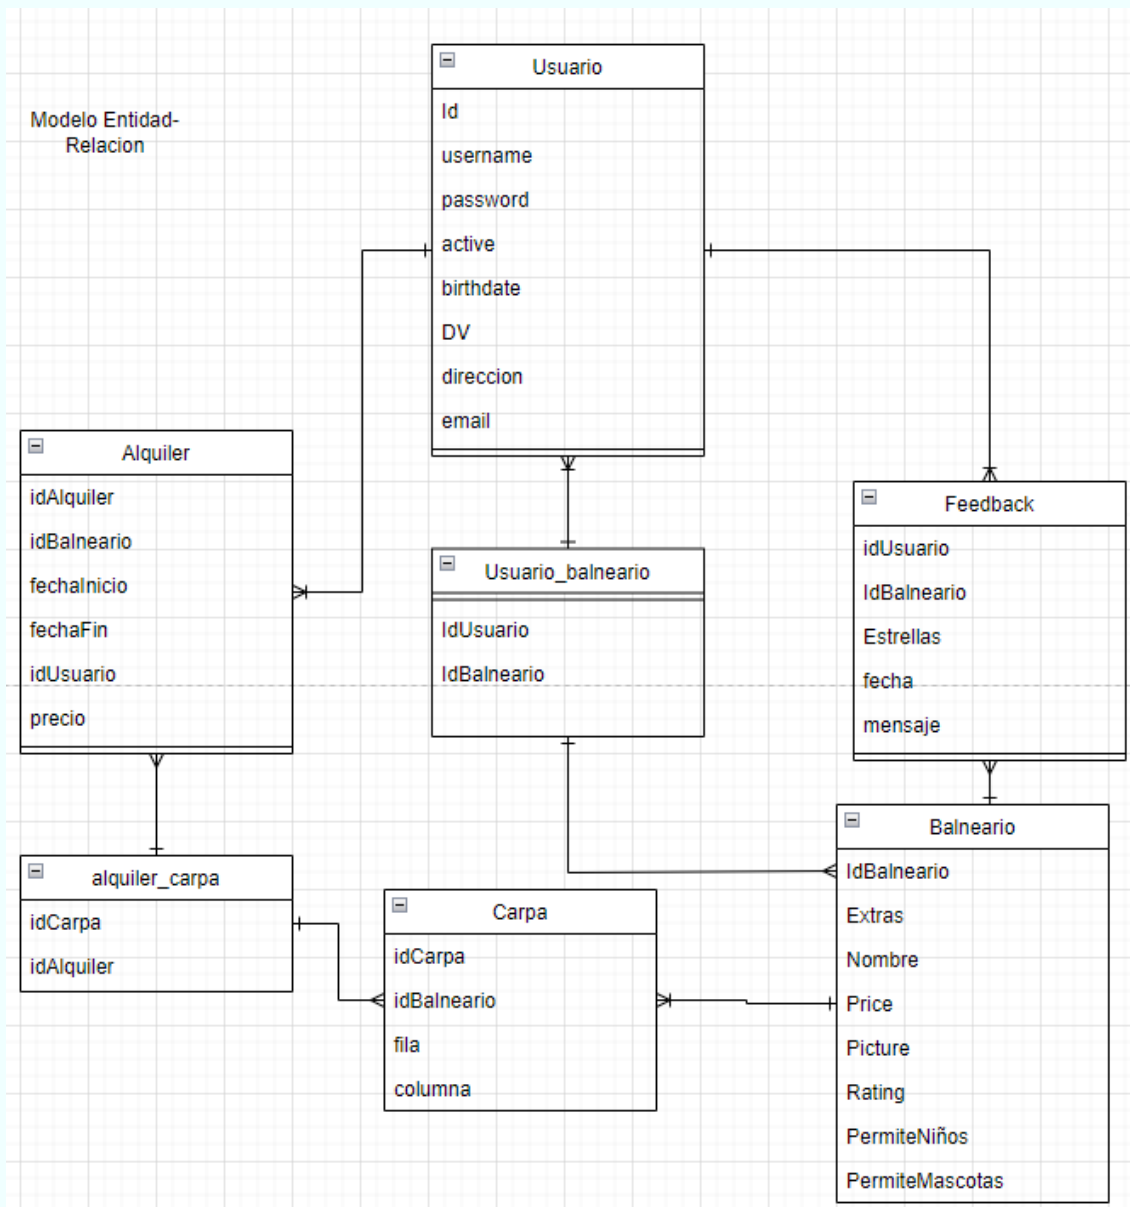 Modelo Entidad-
Relacion
Usuario
Id
username
password
active
birthdate
DV
direccion
email
Alquiler
idAlquiler
idBalneario
fechaInicio
fechaFin
idUsuario
precio
Usuario_balneario
IdUsuario
IdBalneario
Feedback
idUsuario
IdBalneario
Estrellas
fecha
mensaje
alquiler_carpa
idCarpa
idAlquiler
Carpa
idCarpa
idBalneario
fila
columna
Balneario
IdBalneario
Extras
Nombre
Price
Picture
Rating
PermiteNiños
PermiteMascotas